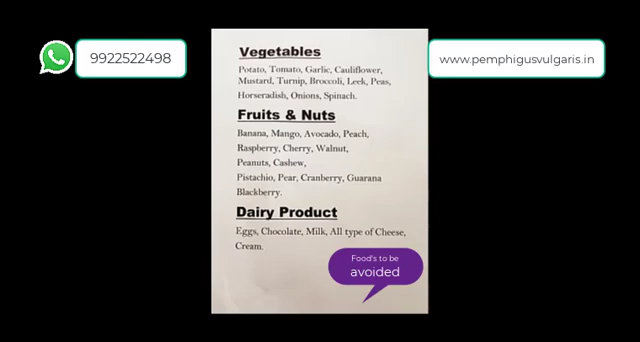 9922522498
www.pemphigusvulgaris.in
Vegetables
Potato, Tomato, Garlic, Cauliflower,
Mustard, Turnip, Broccoli, Leek, Peas,
Horseradish, Onions, Spinach.
Fruits & Nuts
Banana, Mango, Avocado, Peach,
Raspberry, Cherry, Walnut,
Peanuts, Cashew,
Pistachio, Pear, Cranberry, Guarana
Blackberry.
Dairy Product
Eggs, Chocolate, Milk, All type of Cheese,
Cream.
Food's to be
avoided